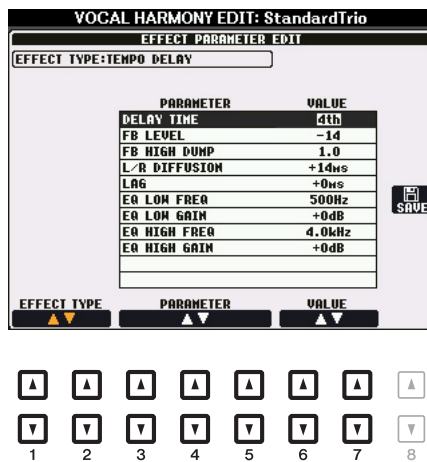 VOCAL HARMONY EDIT: StandardTrio
EFFECT PARAMETER EDIT
EFFECT TYPE:TEMPO DELAY
PARAMETER VALUE
DELAY TIME 4th
FB LEVEL -14
FB HIGH DUMP 1.0
L/R DIFFUSION +14ms
LAG +0ms
EQ LOW FREQ 500Hz
EQ LOW GAIN +0dB
EQ HIGH FREQ 4.0kHz
EQ HIGH GAIN +0dB
SAVE
EFFECT TYPE PARAMETER VALUE
1 2 3 4 5 6 7 8